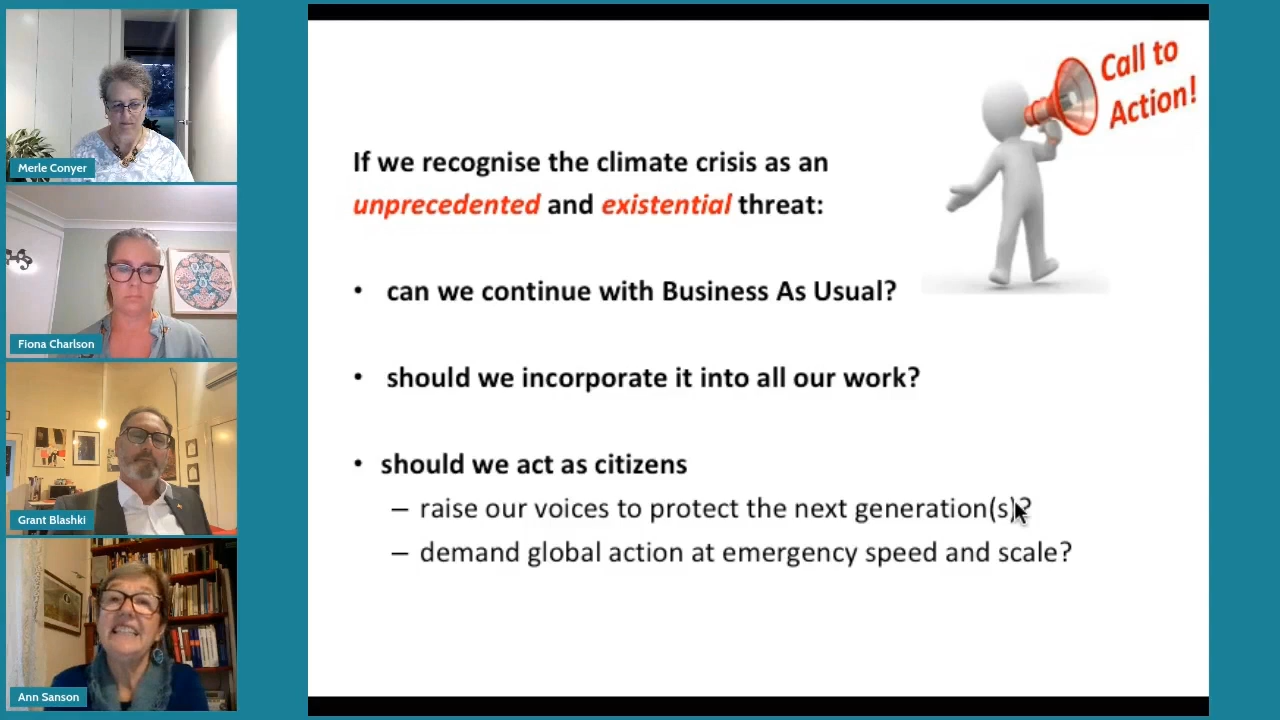 Merle Conyer
Fiona Charlson
Grant Blashki
Ann Sanson
Call to
Action!
If we recognise the climate crisis as an
unprecedented and existential threat:
• can we continue with Business As Usual?
• should we incorporate it into all our work?
• should we act as citizens
– raise our voices to protect the next generation(s)?
– demand global action at emergency speed and scale?